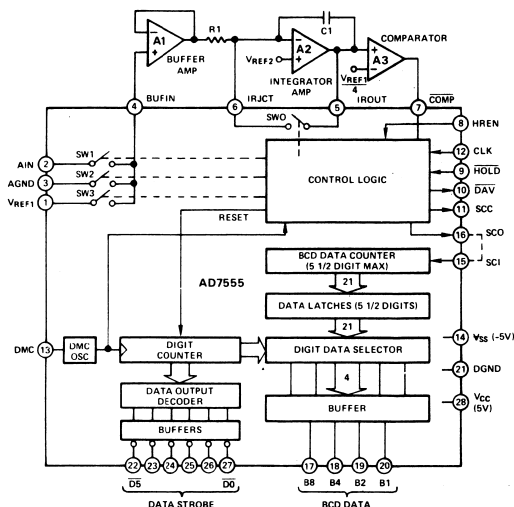 A1
BUFFER
AMP
R1
C1
VREF2
A2
INTEGRATOR
AMP
COMPARATOR
A3
VREF1
4
BUFIN
4
IRJCT
6
5
IROUT
7
COMP
SWO
8
HREN
12
CLK
9
HOLD
10
DAV
11
SCC
16
SCO
15
SCI
AIN
2
SW1
AGND
3
SW2
VREF1
1
SW3
CONTROL LOGIC
RESET
BCD DATA COUNTER
(5 1/2 DIGIT MAX)
21
AD7555
DATA LATCHES (5 1/2 DIGITS)
21
DMC
13
DMC
OSC
DIGIT
COUNTER
DIGIT DATA SELECTOR
14
VSS (-5V)
21
DGND
28
VCC
(5V)
DATA OUTPUT
DECODER
4
BUFFER
BUFFERS
22
23
24
25
26
27
17
18
19
20
D5
D0
B8
B4
B2
B1
DATA STROBE
BCD DATA